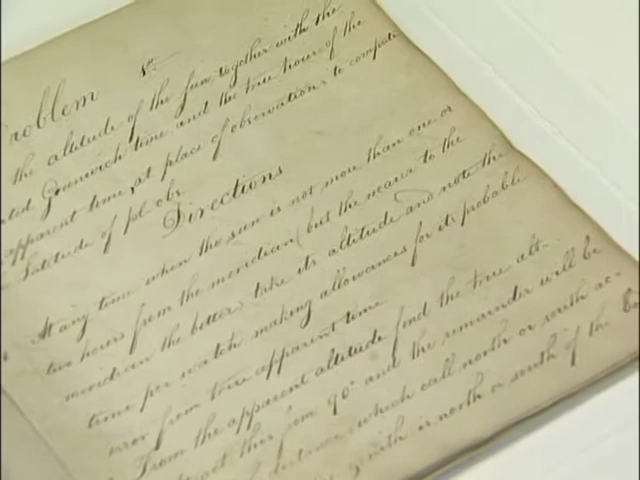 Problem 8th
the altitude of the sun together with the
ated Greenwich time and the true hour of the
apparent time, at place of observation; to compute
Latitude of pl. obs
Directions
At any time when the sun is not more than one or
two hours from the meridian (but the nearer to the
meridian the better) take its altitude and note the
time per watch making allowances for its probable
error from true apparent time
From the apparent altitude find the true alt.
tract this from 90° and the remainder will be
distance, which call north or south ac-
zenith is north or south of the